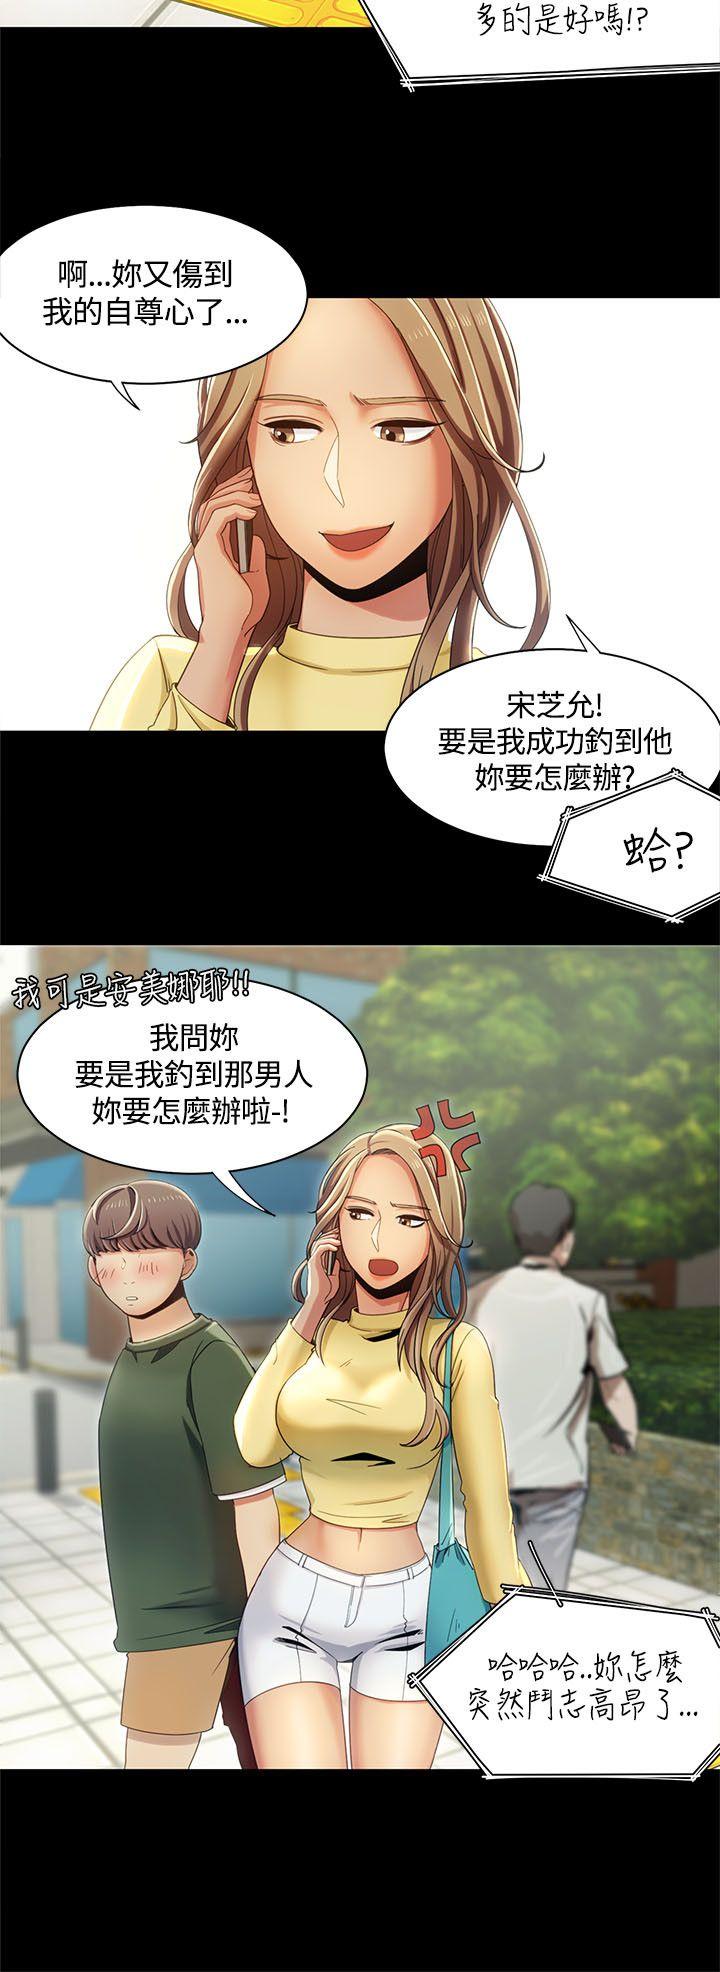 多的是好嗎!?
啊...妳又傷到
我的自尊心了...
宋芝允!
要是我成功釣到他
妳要怎麼辦?
蛤?
我可是安美娜耶!!
我問妳
要是我釣到那男人
妳要怎麼辦啦-!
哈哈哈..妳怎麼
突然鬥志高昂了...